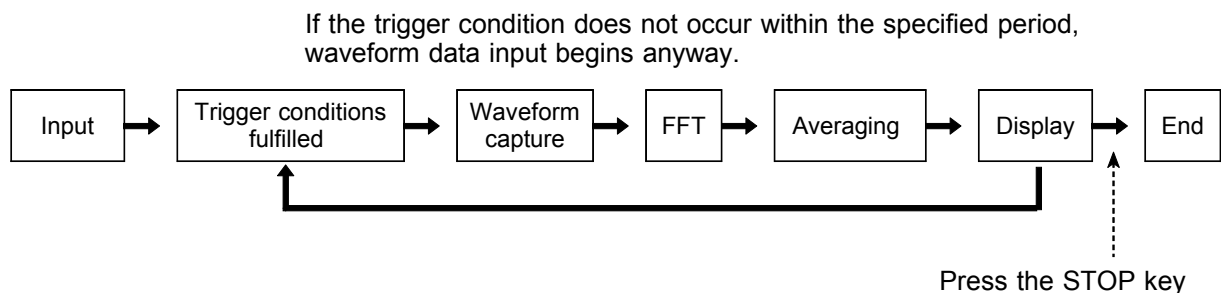 If the trigger condition does not occur within the specified period,
waveform data input begins anyway.
Input
Trigger conditions
fulfilled
Waveform
capture
FFT
Averaging
Display
End
Press the STOP key